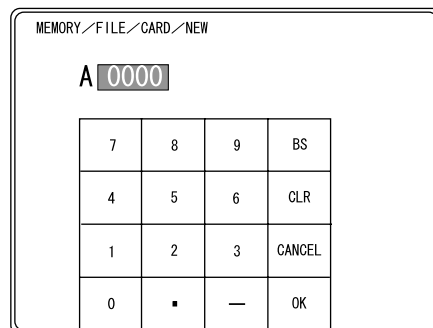 MEMORY／FILE／CARD／NEW
A 0000
7 8 9 BS
4 5 6 CLR
1 2 3 CANCEL
0 ▪ — OK